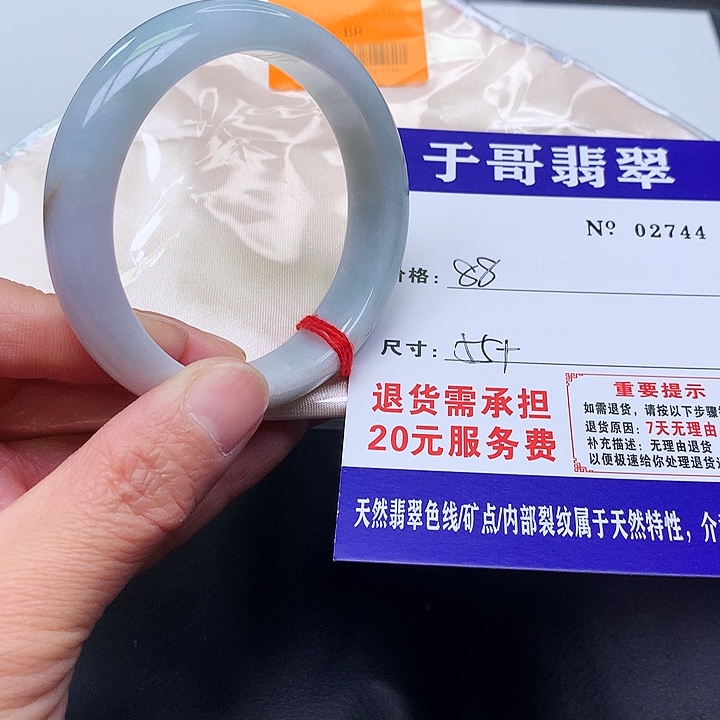 BR
于哥翡翠
Nº 02744
价格: 88
尺寸: 55+
退货需承担
20元服务费
重要提示
如需退货，请按以下步骤
退货原因: 7天无理由
补充描述: 无理由退货
以便极速给你处理退货
天然翡翠色线/矿点/内部裂纹属于天然特性，介